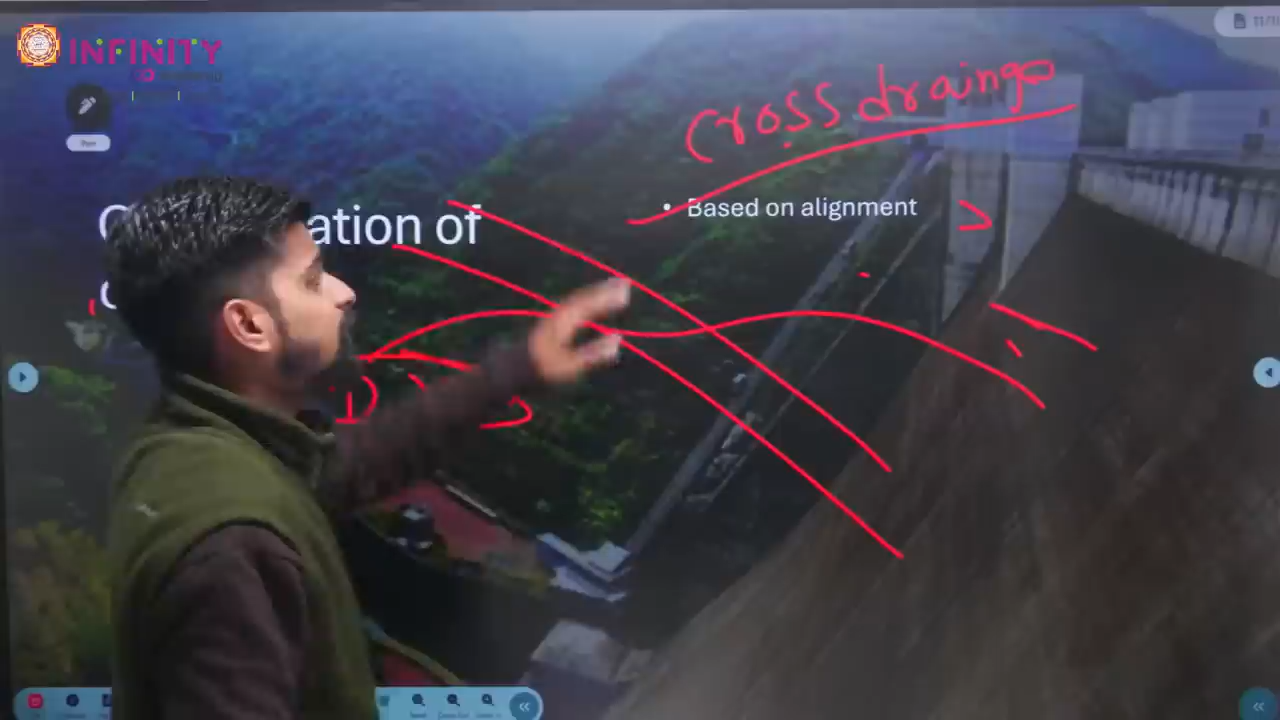 INFINITY
cross drainge
ation of
• Based on alignment